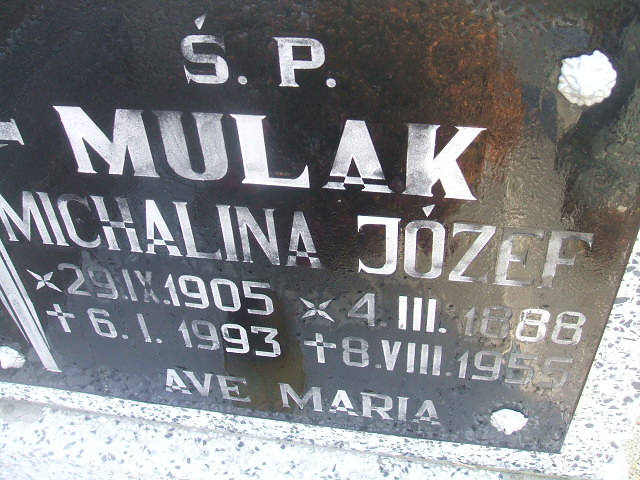 Ś. P.
MULAK
MICHALINA JÓZEF
29.IX.1905 4.III.1888
6.I.1993 8.VIII.1955
AVE MARIA